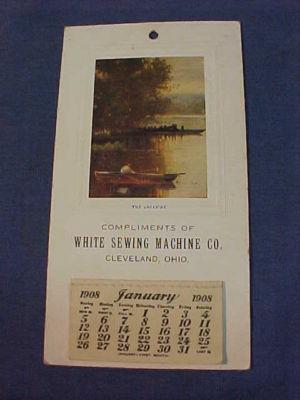 COMPLIMENTS OF
WHITE SEWING MACHINE CO.
CLEVELAND, OHIO.
1908 January 1908
1 2 3 4
5 6 7 8 9 10 11
12 13 14 15 16 17 18
19 20 21 22 23 24 25
26 27 28 29 30 31